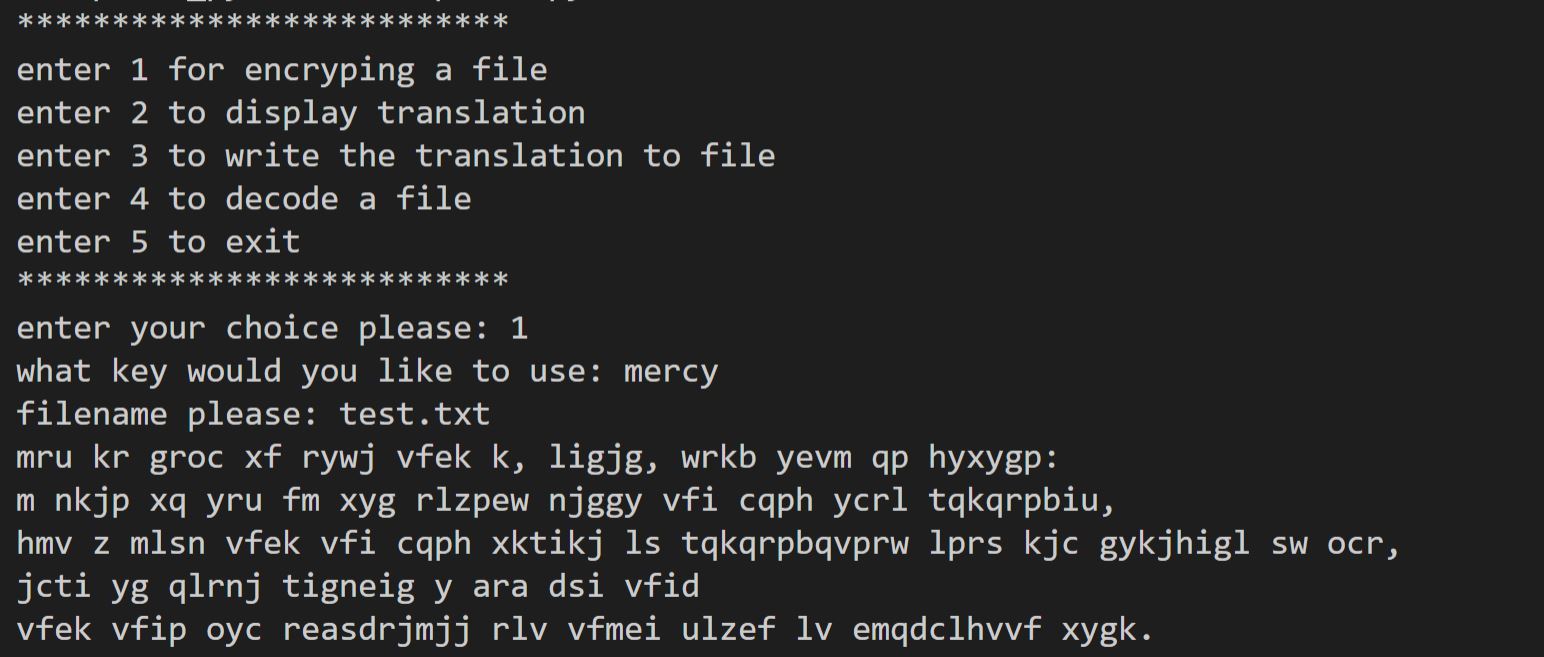 **************************
enter 1 for encryping a file
enter 2 to display translation
enter 3 to write the translation to file
enter 4 to decode a file
enter 5 to exit
**************************
enter your choice please: 1
what key would you like to use: mercy
filename please: test.txt
mru kr groc xf rywj vfek k, ligjg, wrkb yevm qp hyxygp:
m nkjp xq yru fm xyg rlzpew njggy vfi cqph ycrl tqkqrpbiu,
hmv z mlsn vfek vfi cqph xktikj ls tqkqrpbqvprw lprs kjc gykjhigl sw ocr,
jcti yg qlrnj tigneig y ara dsi vfid
vfek vfip oyc reasdrjmjj rlv vfmei ulzef lv emqdclhvvf xygk.